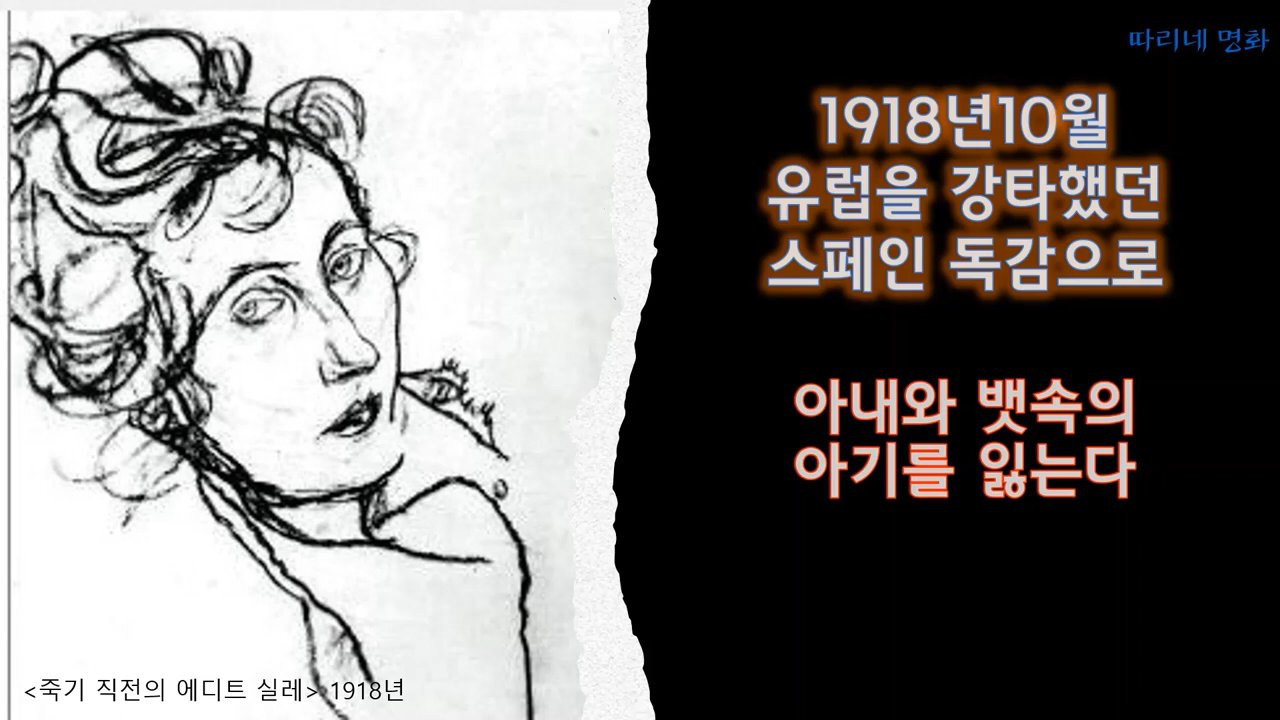 따리네 명화
1918년10월
유럽을 강타했던
스페인 독감으로
아내와 뱃속의
아기를 잃는다
<죽기 직전의 에디트 실레> 1918년